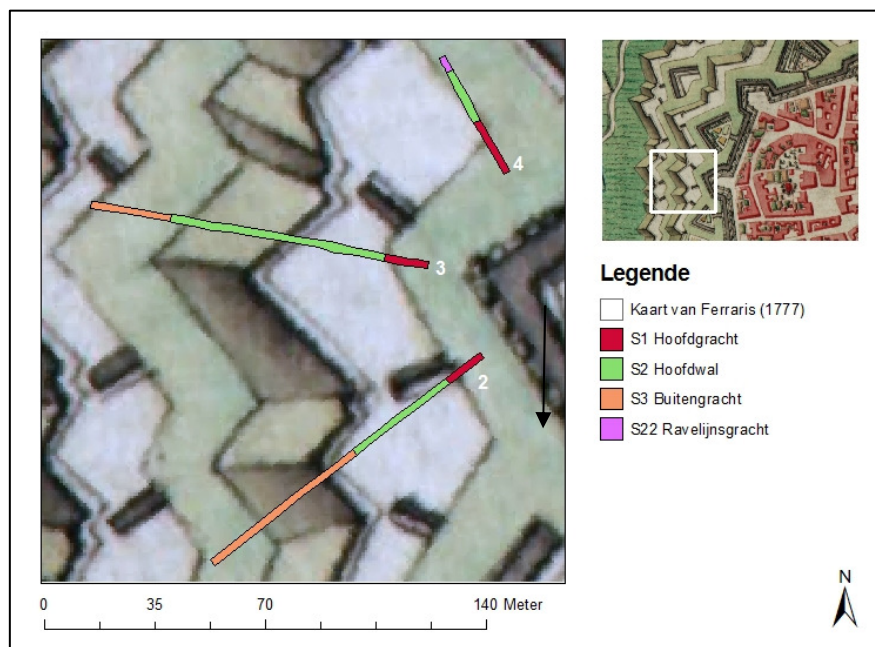 4
3
2
0 35 70 140 Meter
Legende
Kaart van Ferraris (1777)
S1 Hoofdgracht
S2 Hoofdwal
S3 Buitengracht
S22 Ravelijnsgracht
N